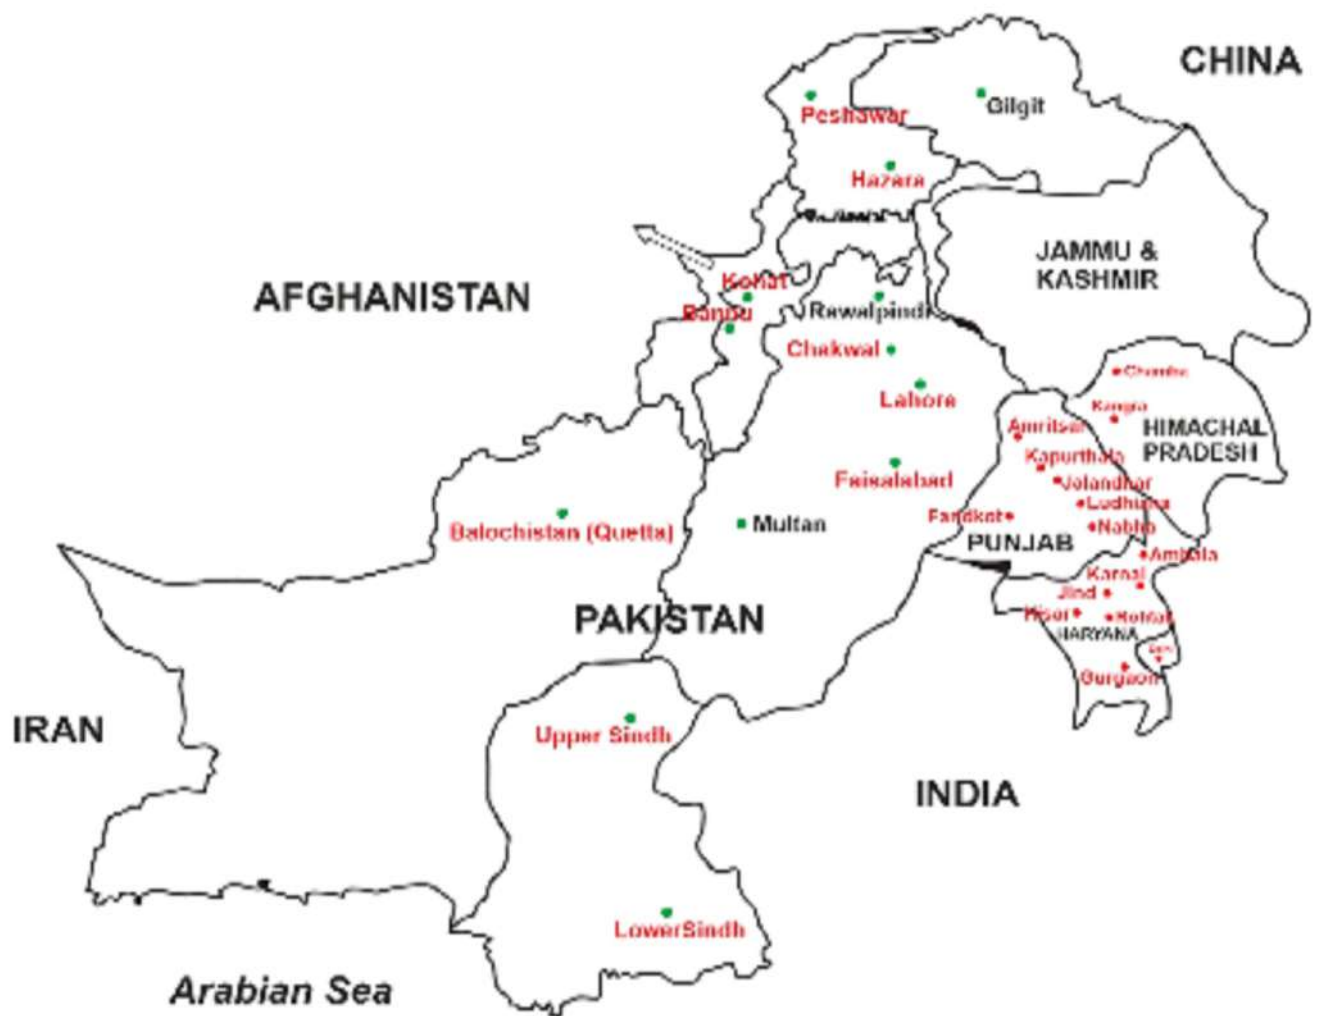 CHINA
Gilgit
Peshawar
Hazara
JAMMU &
KASHMIR
AFGHANISTAN
Kohat
Bannu
Rawalpindi
Chakwal
Lahore
Chamba
Kangra
HIMACHAL
PRADESH
Amritsar
Kapurthala
Jalandhar
Faisalabad
Ludhiana
Faridkot
Nabha
Multan
Balochistan (Quetta)
PUNJAB
Ambala
Karnal
Jind
Hisar
Rohtak
PAKISTAN
HARYANA
Gurgaon
IRAN
Upper Sindh
INDIA
LowerSindh
Arabian Sea